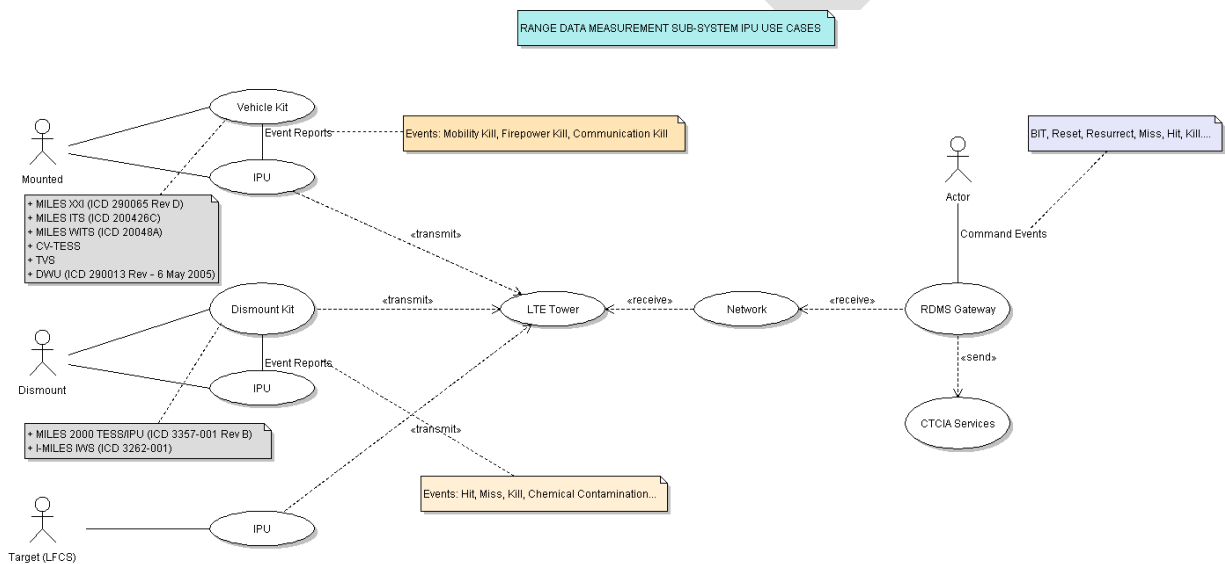 RANGE DATA MEASUREMENT SUB-SYSTEM IPU USE CASES
Vehicle Kit
Event Reports
Events: Mobility Kill, Firepower Kill, Communication Kill
BIT, Reset, Resurrect, Miss, Hit, Kill....
Mounted
IPU
Actor
+ MILES XXI (ICD 290065 Rev D)
+ MILES ITS (ICD 200426C)
+ MILES WITS (ICD 20048A)
+ CV-TESS
+ TVS
+ DWU (ICD 290013 Rev - 6 May 2005)
«transmit»
Command Events
Dismount Kit
«transmit»
LTE Tower
«receive»
Network
«receive»
RDMS Gateway
Event Reports
«send»
Dismount
IPU
CTCIA Services
+ MILES 2000 TESS/IPU (ICD 3357-001 Rev B)
+ I-MILES IWS (ICD 3262-001)
«transmit»
Events: Hit, Miss, Kill, Chemical Contamination...
IPU
Target (LFCS)